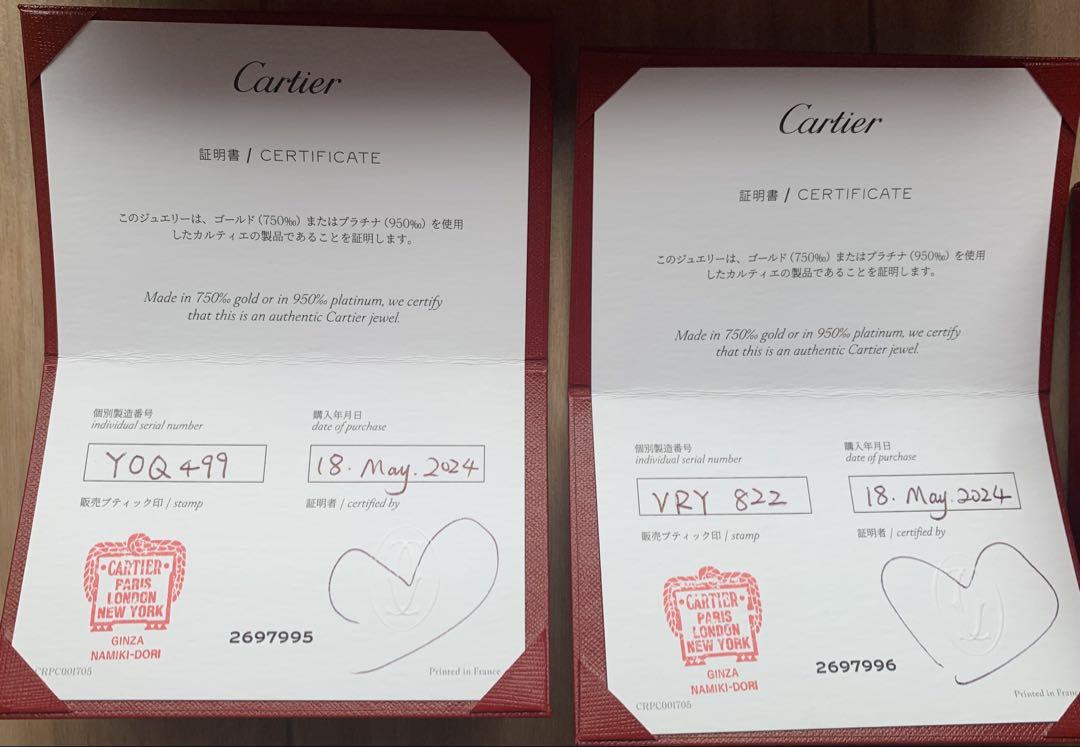 Cartier
証明書 / CERTIFICATE
このジュエリーは、ゴールド（750‰）またはプラチナ（950‰）を使用
したカルティエの製品であることを証明します。
Made in 750‰ gold or in 950‰ platinum, we certify
that this is an authentic Cartier jewel.
個別製造番号
individual serial number
YOQ 499
購入年月日
date of purchase
18. May. 2024
販売ブティック印 / stamp
証明者 / certified by
CARTIER
PARIS
LONDON
NEW YORK
GINZA
NAMIKI-DORI
2697995
CRPC001705
Printed in France
Cartier
証明書 / CERTIFICATE
このジュエリーは、ゴールド（750‰）またはプラチナ（950‰）を使用
したカルティエの製品であることを証明します。
Made in 750‰ gold or in 950‰ platinum, we certify
that this is an authentic Cartier jewel.
個別製造番号
individual serial number
VRY 822
購入年月日
date of purchase
18. May. 2024
販売ブティック印 / stamp
証明者 / certified by
CARTIER
PARIS
LONDON
NEW YORK
GINZA
NAMIKI-DORI
2697996
CRPC001705
Printed in Fran